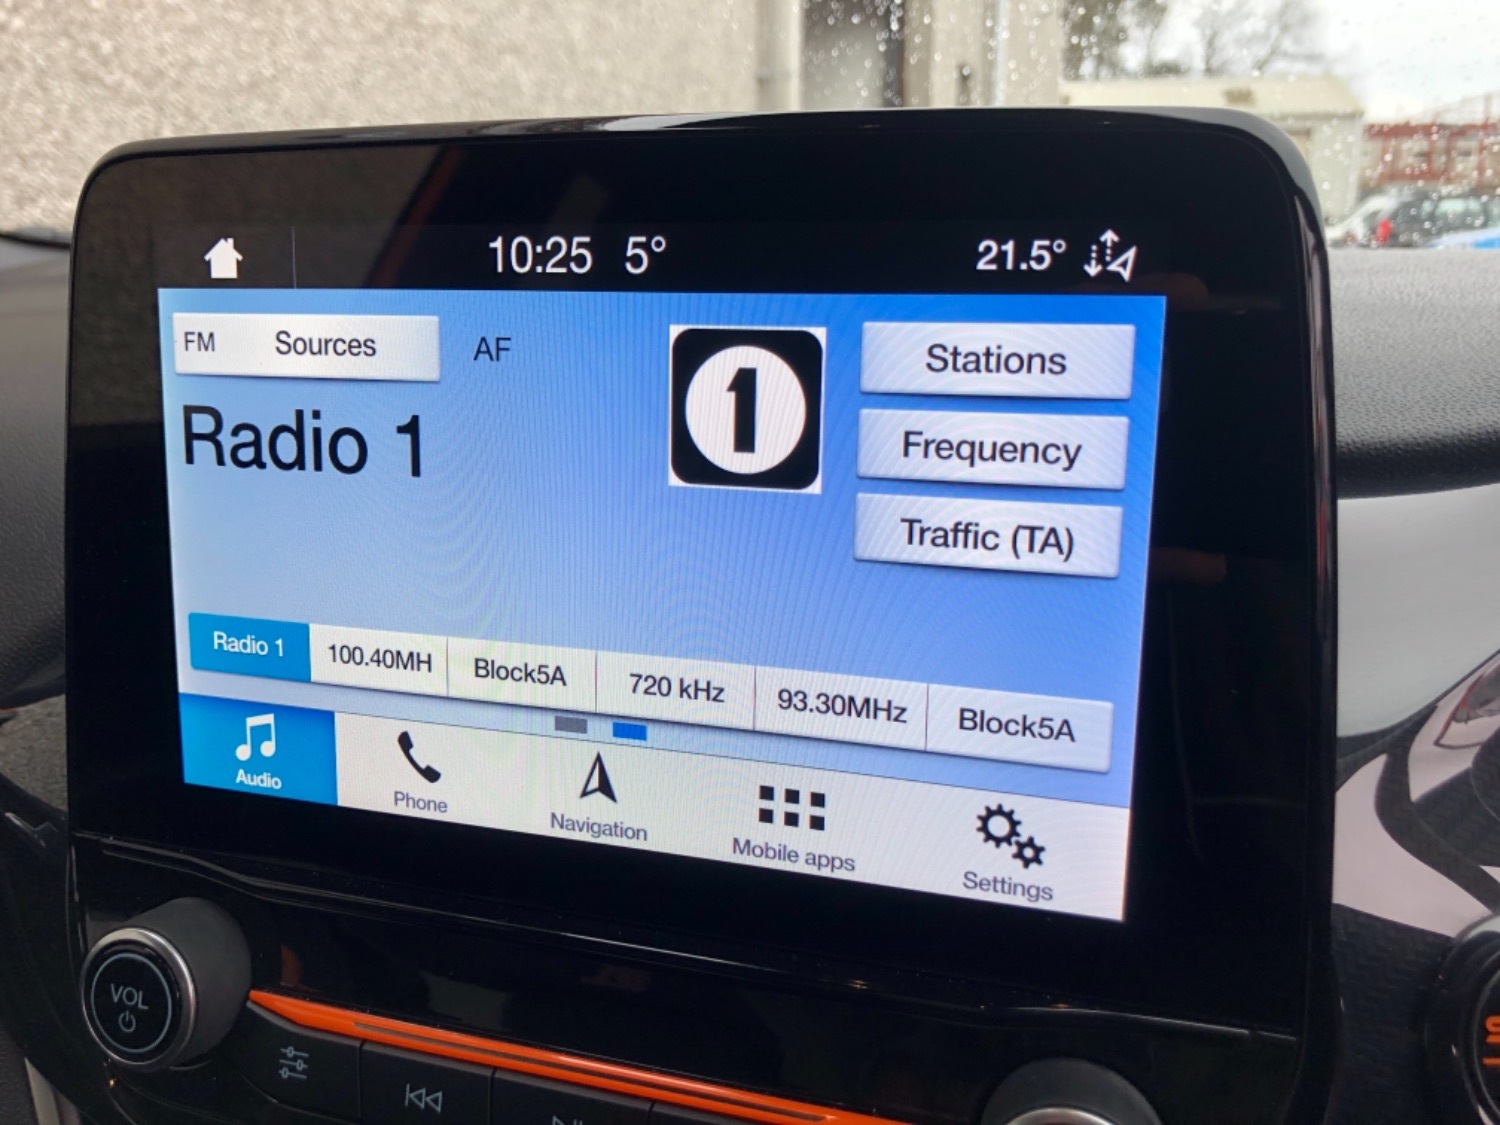 10:25 5° 21.5°
FM Sources AF
1
Stations
Radio 1
Frequency
Traffic (TA)
Radio 1 100.40MH Block5A 720 kHz 93.30MHz Block5A
Audio Phone Navigation Mobile apps Settings
VOL